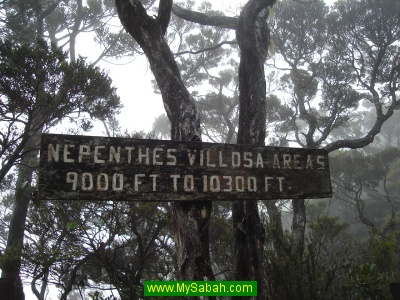 NEPENTHES VILLOSA AREAS
9000 FT TO 10300 FT.
www.MySabah.com